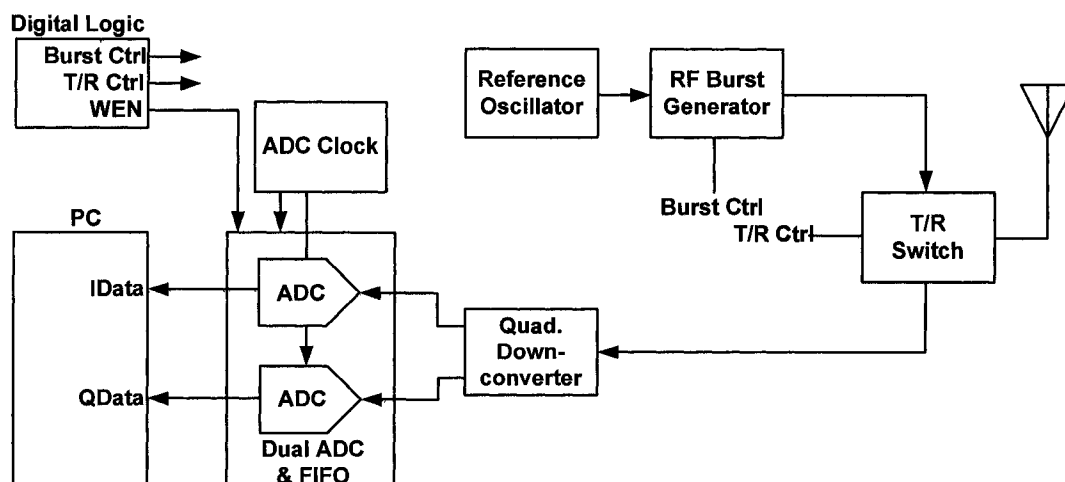 Digital Logic
Burst Ctrl
T/R Ctrl
WEN
ADC Clock
Reference
Oscillator
RF Burst
Generator
Burst Ctrl
T/R Ctrl
T/R
Switch
PC
IData
ADC
Quad.
Down-
converter
QData
ADC
Dual ADC
& FIFO